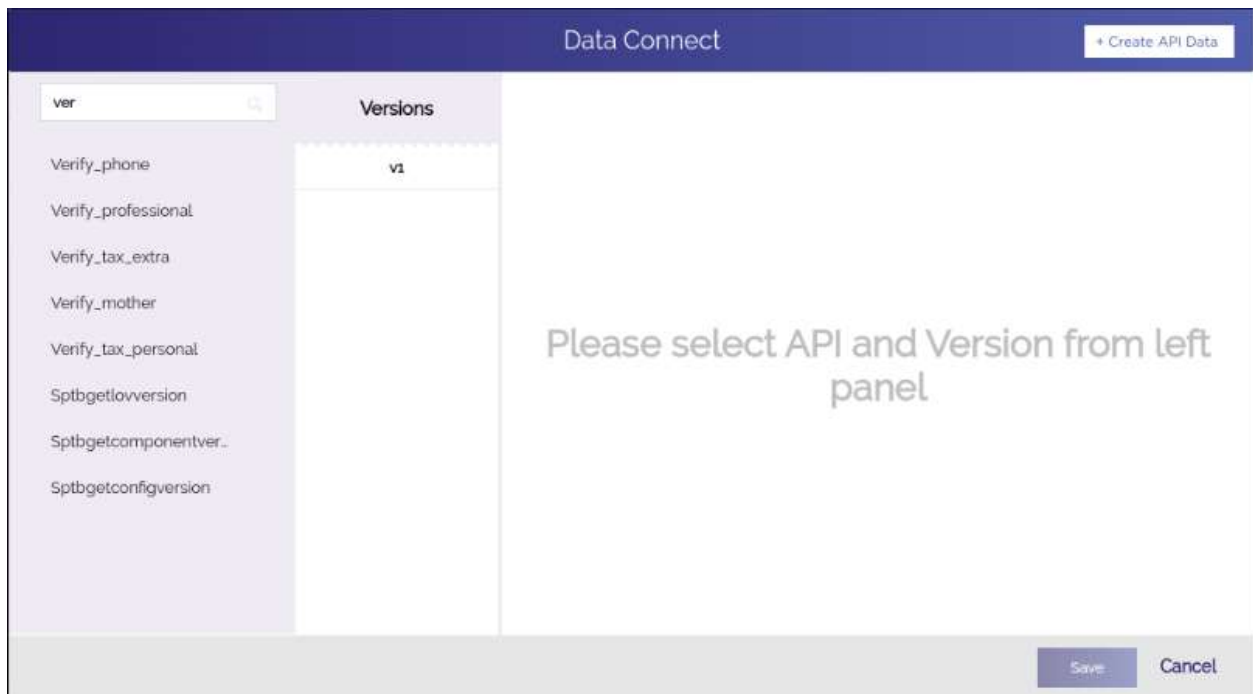 Data Connect
+ Create API Data
ver
Versions
Verify_phone
v1
Verify_professional
Verify_tax_extra
Verify_mother
Verify_tax_personal
Sptbgetlovversion
Sptbgetcomponentver...
Sptbgetconfigversion
Please select API and Version from left
panel
Save
Cancel